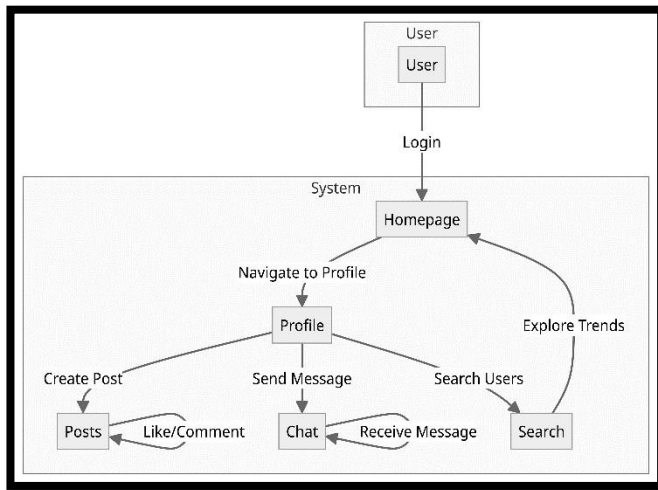 User
User
Login
System
Homepage
Navigate to Profile
Profile
Explore Trends
Create Post
Send Message
Search Users
Posts
Like/Comment
Chat
Receive Message
Search